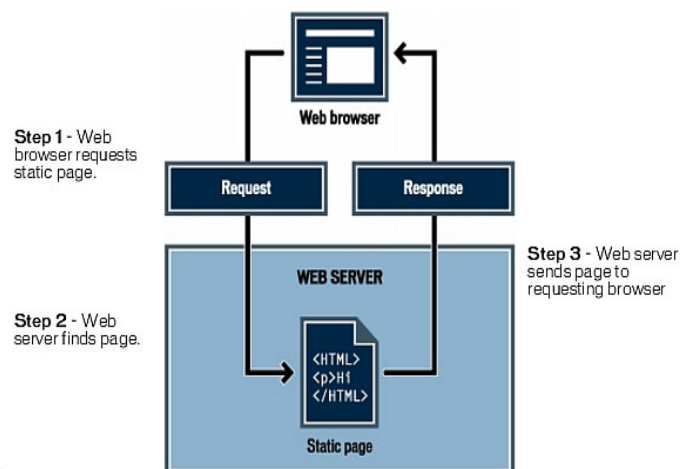 Web browser
Step 1 - Web
browser requests
static page.
Request
Response
WEB SERVER
Step 3 - Web server
sends page to
requesting browser
Step 2 - Web
server finds page.
<HTML>
<p>Hi
</HTML>
Static page